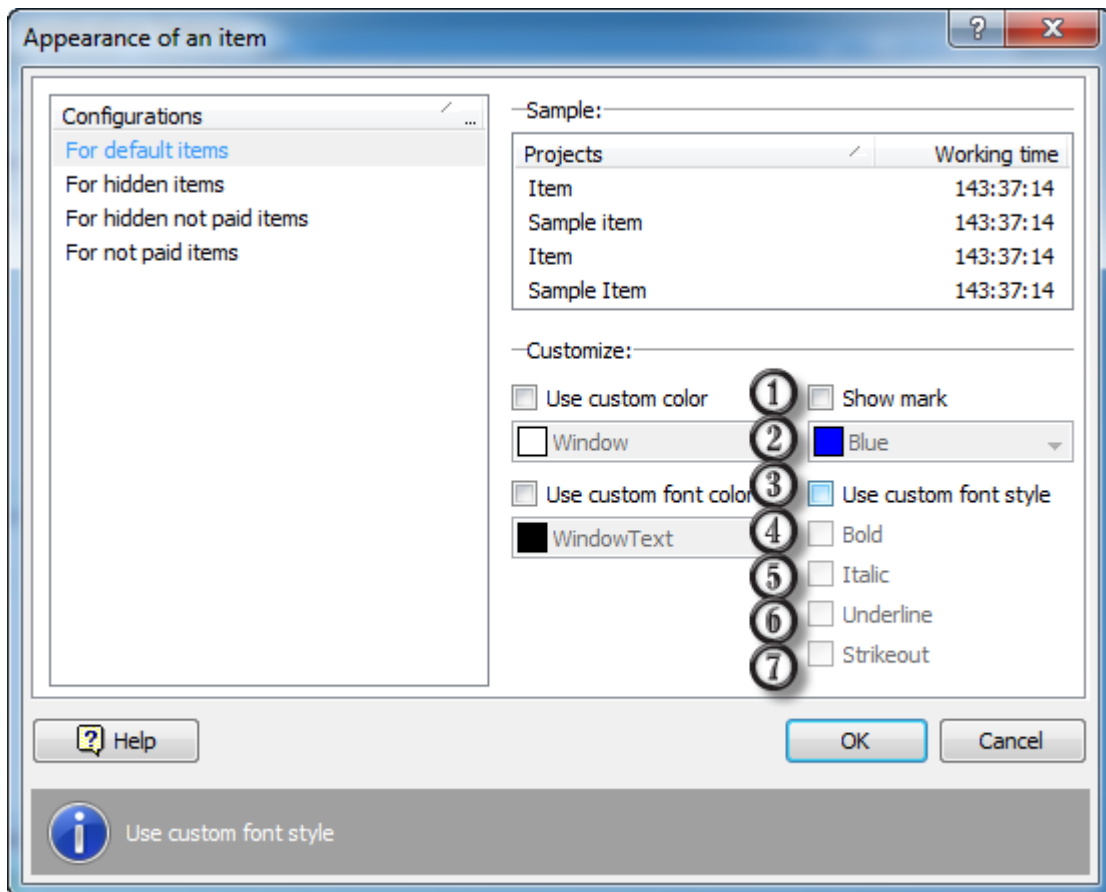 Appearance of an item
?
X
Configurations ...
For default items
For hidden items
For hidden not paid items
For not paid items
Sample:
Projects Working time
Item 143:37:14
Sample item 143:37:14
Item 143:37:14
Sample Item 143:37:14
Customize:
Use custom color 1 Show mark
Window 2 Blue
Use custom font color 3 Use custom font style
WindowText 4 Bold
5 Italic
6 Underline
7 Strikeout
? Help OK Cancel
i Use custom font style